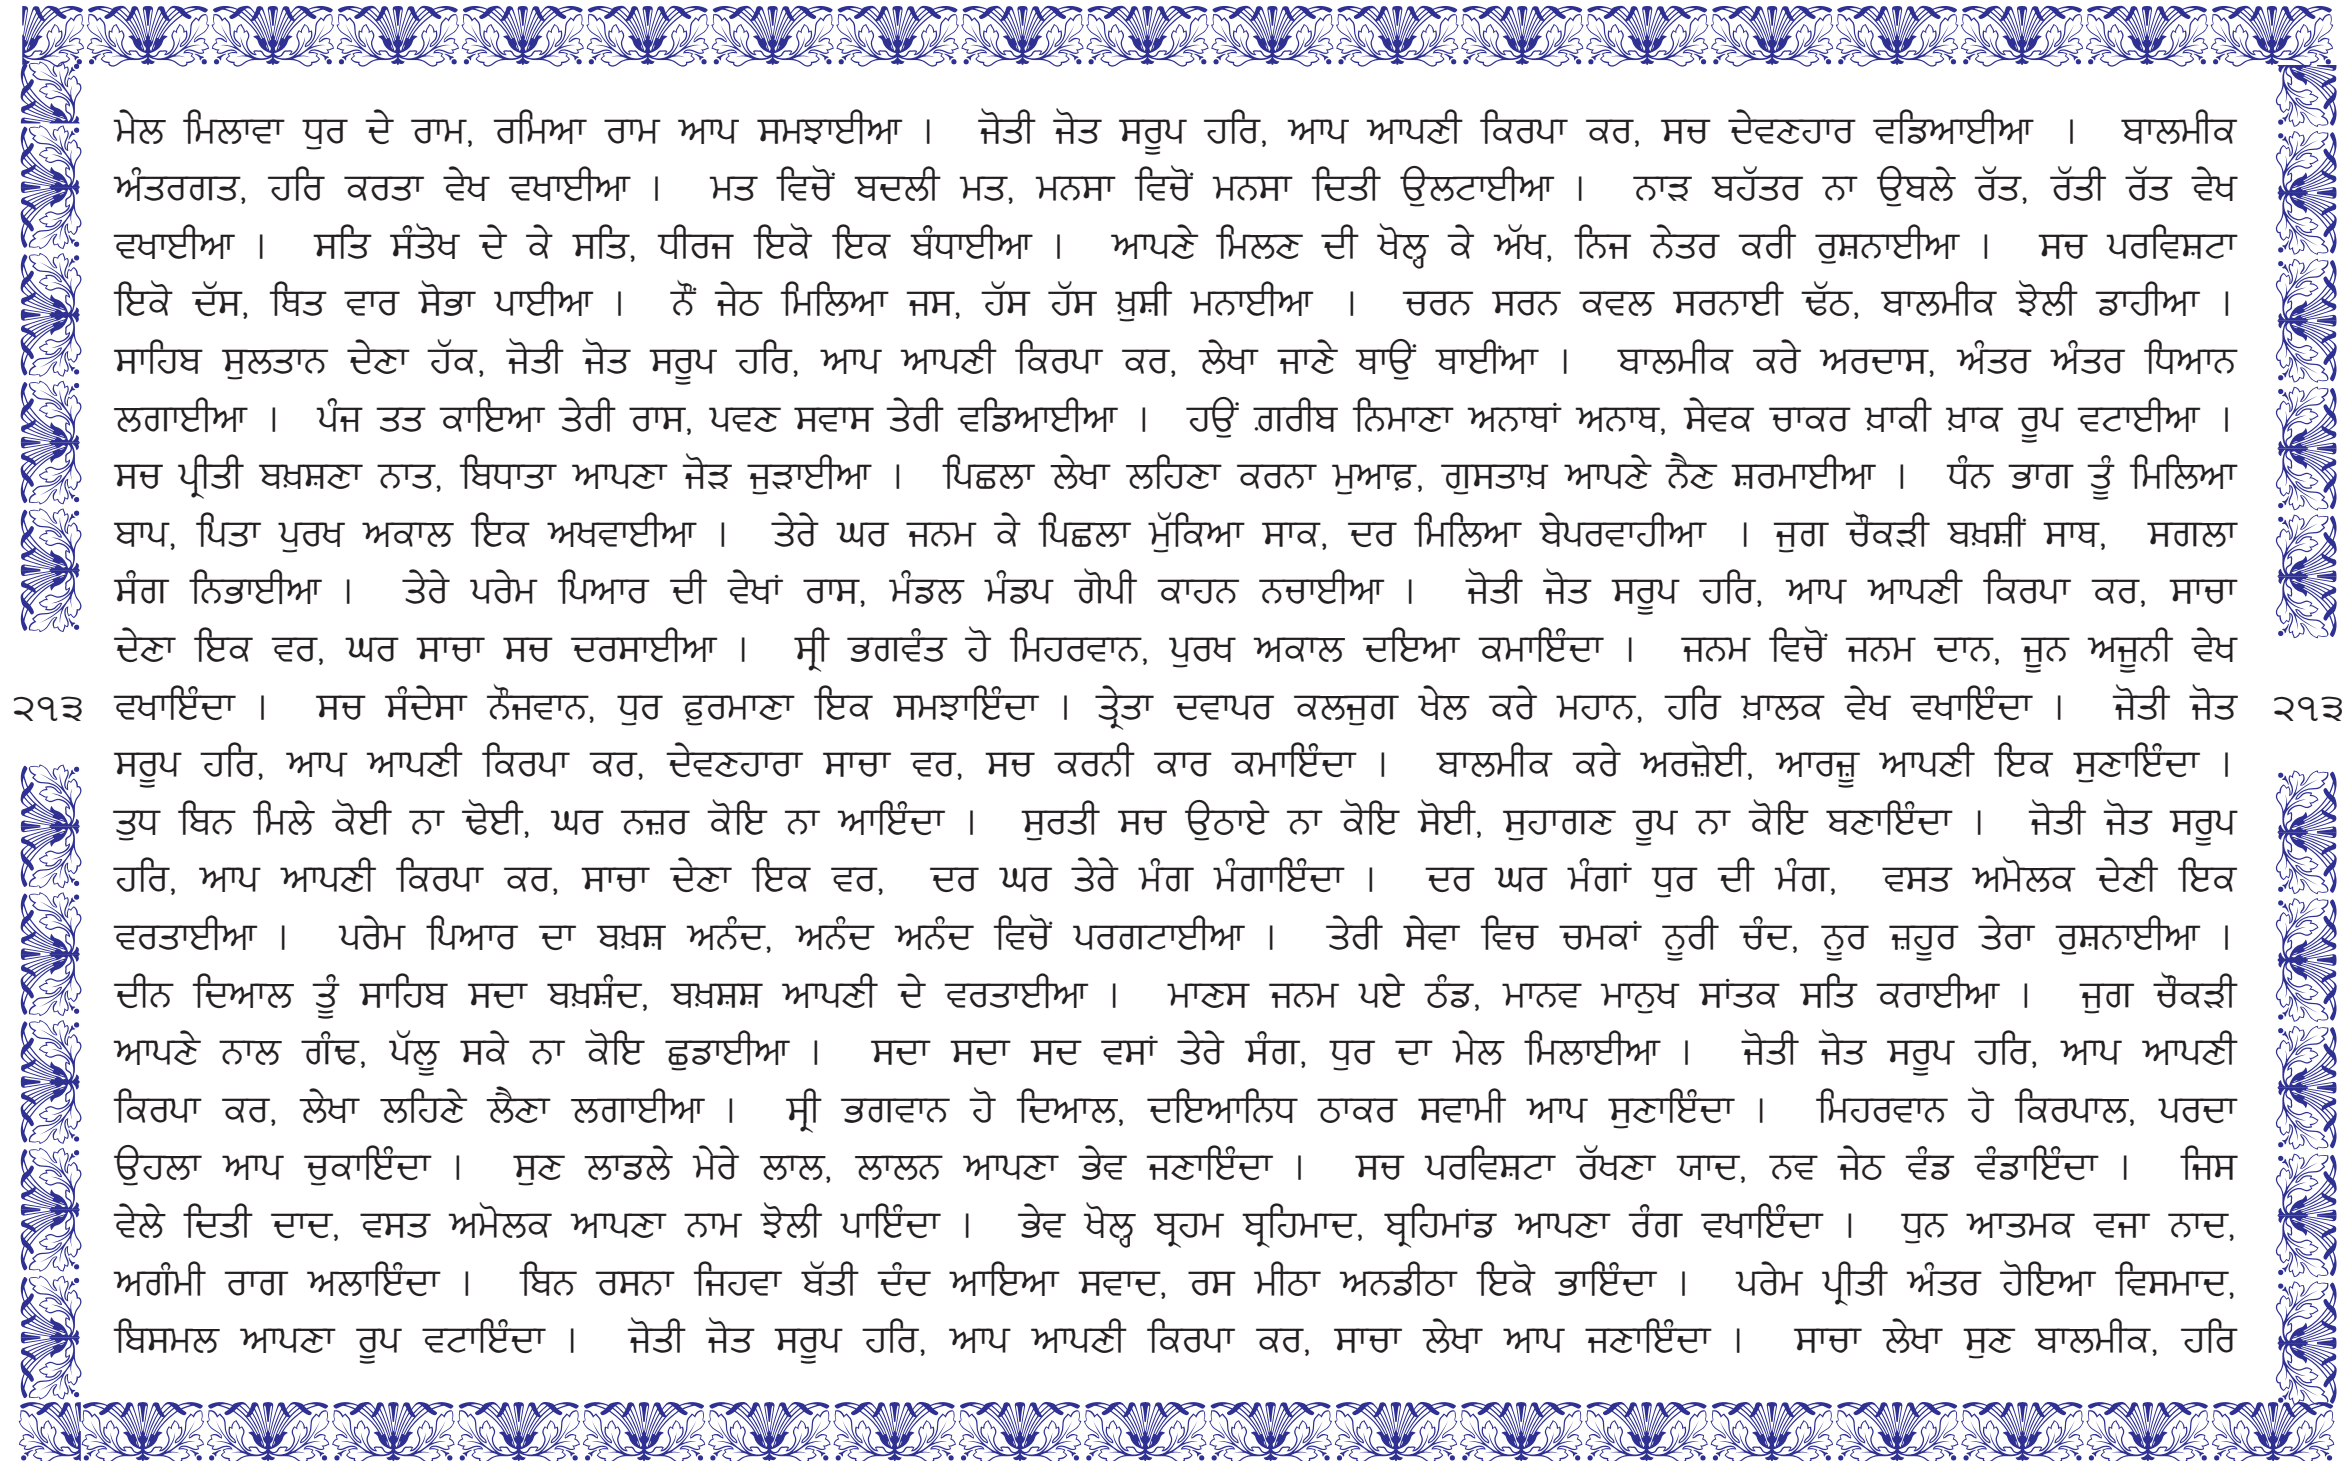 ਮੇਲ ਮਿਲਾਵਾ ਧੁਰ ਦੇ ਰਾਮ, ਰਮਿਆ ਰਾਮ ਆਪ ਸਮਝਾਈਆ । ਜੋਤੀ ਜੋਤ ਸਰੂਪ ਹਰਿ, ਆਪ ਆਪਣੀ ਕਿਰਪਾ ਕਰ, ਸਚ ਦੇਵਣਹਾਰ ਵਡਿਆਈਆ । ਬਾਲਮੀਕ
ਅੰਤਰਗਤ, ਹਰਿ ਕਰਤਾ ਵੇਖ ਵਖਾਈਆ । ਮਤ ਵਿਚੋਂ ਬਦਲੀ ਮਤ, ਮਨਸਾ ਵਿਚੋਂ ਮਨਸਾ ਦਿਤੀ ਉਲਟਾਈਆ । ਨਾੜ ਬਹੱਤਰ ਨਾ ਉਬਲੇ ਰੱਤ, ਰੱਤੀ ਰੱਤ ਵੇਖ
ਵਖਾਈਆ । ਸਤਿ ਸੰਤੋਖ ਦੇ ਕੇ ਸਤਿ, ਧੀਰਜ ਇਕੋ ਇਕ ਬੰਧਾਈਆ । ਆਪਣੇ ਮਿਲਣ ਦੀ ਖੋਲ੍ਹ ਕੇ ਅੱਖ, ਨਿਜ ਨੇਤਰ ਕਰੀ ਰੁਸ਼ਨਾਈਆ । ਸਚ ਪਰਵਿਸ਼ਟਾ
ਇਕੋ ਦੱਸ, ਥਿਤ ਵਾਰ ਸੋਭਾ ਪਾਈਆ । ਨੌਂ ਜੇਠ ਮਿਲਿਆ ਜਸ, ਹੱਸ ਹੱਸ ਖ਼ੁਸ਼ੀ ਮਨਾਈਆ । ਚਰਨ ਸਰਨ ਕਵਲ ਸਰਨਾਈ ਢੱਠ, ਬਾਲਮੀਕ ਝੋਲੀ ਡਾਹੀਆ ।
ਸਾਹਿਬ ਸੁਲਤਾਨ ਦੇਣਾ ਹੱਕ, ਜੋਤੀ ਜੋਤ ਸਰੂਪ ਹਰਿ, ਆਪ ਆਪਣੀ ਕਿਰਪਾ ਕਰ, ਲੇਖਾ ਜਾਣੇ ਥਾਉਂ ਥਾਈਂਆ । ਬਾਲਮੀਕ ਕਰੇ ਅਰਦਾਸ, ਅੰਤਰ ਅੰਤਰ ਧਿਆਨ
ਲਗਾਈਆ । ਪੰਜ ਤਤ ਕਾਇਆ ਤੇਰੀ ਰਾਸ, ਪਵਣ ਸਵਾਸ ਤੇਰੀ ਵਡਿਆਈਆ । ਹਉਂ ਗ਼ਰੀਬ ਨਿਮਾਣਾ ਅਨਾਥਾਂ ਅਨਾਥ, ਸੇਵਕ ਚਾਕਰ ਖ਼ਾਕੀ ਖ਼ਾਕ ਰੂਪ ਵਟਾਈਆ ।
ਸਚ ਪ੍ਰੀਤੀ ਬਖ਼ਸ਼ਣਾ ਨਾਤ, ਬਿਧਾਤਾ ਆਪਣਾ ਜੋੜ ਜੁੜਾਈਆ । ਪਿਛਲਾ ਲੇਖਾ ਲਹਿਣਾ ਕਰਨਾ ਮੁਆਫ਼, ਗੁਸਤਾਖ਼ ਆਪਣੇ ਨੈਣ ਸ਼ਰਮਾਈਆ । ਧੰਨ ਭਾਗ ਤੂੰ ਮਿਲਿਆ
ਬਾਪ, ਪਿਤਾ ਪੁਰਖ ਅਕਾਲ ਇਕ ਅਖਵਾਈਆ । ਤੇਰੇ ਘਰ ਜਨਮ ਕੇ ਪਿਛਲਾ ਮੁੱਕਿਆ ਸਾਕ, ਦਰ ਮਿਲਿਆ ਬੇਪਰਵਾਹੀਆ । ਜੁਗ ਚੌਕੜੀ ਬਖ਼ਸ਼ੀਂ ਸਾਥ, ਸਗਲਾ
ਸੰਗ ਨਿਭਾਈਆ । ਤੇਰੇ ਪਰੇਮ ਪਿਆਰ ਦੀ ਵੇਖਾਂ ਰਾਸ, ਮੰਡਲ ਮੰਡਪ ਗੋਪੀ ਕਾਹਨ ਨਚਾਈਆ । ਜੋਤੀ ਜੋਤ ਸਰੂਪ ਹਰਿ, ਆਪ ਆਪਣੀ ਕਿਰਪਾ ਕਰ, ਸਾਚਾ
ਦੇਣਾ ਇਕ ਵਰ, ਘਰ ਸਾਚਾ ਸਚ ਦਰਸਾਈਆ । ਸ੍ਰੀ ਭਗਵੰਤ ਹੋ ਮਿਹਰਵਾਨ, ਪੁਰਖ ਅਕਾਲ ਦਇਆ ਕਮਾਇੰਦਾ । ਜਨਮ ਵਿਚੋਂ ਜਨਮ ਦਾਨ, ਜੂਨ ਅਜੂਨੀ ਵੇਖ
੨੧੩ ਵਖਾਇੰਦਾ । ਸਚ ਸੰਦੇਸਾ ਨੌਜਵਾਨ, ਧੁਰ ਫ਼ੁਰਮਾਣਾ ਇਕ ਸਮਝਾਇੰਦਾ । ਤ੍ਰੇਤਾ ਦਵਾਪਰ ਕਲਜੁਗ ਖੇਲ ਕਰੇ ਮਹਾਨ, ਹਰਿ ਖ਼ਾਲਕ ਵੇਖ ਵਖਾਇੰਦਾ । ਜੋਤੀ ਜੋਤ ੨੧੩
ਸਰੂਪ ਹਰਿ, ਆਪ ਆਪਣੀ ਕਿਰਪਾ ਕਰ, ਦੇਵਣਹਾਰਾ ਸਾਚਾ ਵਰ, ਸਚ ਕਰਨੀ ਕਾਰ ਕਮਾਇੰਦਾ । ਬਾਲਮੀਕ ਕਰੇ ਅਰਜ਼ੋਈ, ਆਰਜ਼ੂ ਆਪਣੀ ਇਕ ਸੁਣਾਇੰਦਾ ।
ਤੁਧ ਬਿਨ ਮਿਲੇ ਕੋਈ ਨਾ ਢੋਈ, ਘਰ ਨਜ਼ਰ ਕੋਇ ਨਾ ਆਇੰਦਾ । ਸੁਰਤੀ ਸਚ ਉਠਾਏ ਨਾ ਕੋਇ ਸੋਈ, ਸੁਹਾਗਣ ਰੂਪ ਨਾ ਕੋਇ ਬਣਾਇੰਦਾ । ਜੋਤੀ ਜੋਤ ਸਰੂਪ
ਹਰਿ, ਆਪ ਆਪਣੀ ਕਿਰਪਾ ਕਰ, ਸਾਚਾ ਦੇਣਾ ਇਕ ਵਰ, ਦਰ ਘਰ ਤੇਰੇ ਮੰਗ ਮੰਗਾਇੰਦਾ । ਦਰ ਘਰ ਮੰਗਾਂ ਧੁਰ ਦੀ ਮੰਗ, ਵਸਤ ਅਮੋਲਕ ਦੇਣੀ ਇਕ
ਵਰਤਾਈਆ । ਪਰੇਮ ਪਿਆਰ ਦਾ ਬਖ਼ਸ਼ ਅਨੰਦ, ਅਨੰਦ ਅਨੰਦ ਵਿਚੋਂ ਪਰਗਟਾਈਆ । ਤੇਰੀ ਸੇਵਾ ਵਿਚ ਚਮਕਾਂ ਨੂਰੀ ਚੰਦ, ਨੂਰ ਜ਼ਹੂਰ ਤੇਰਾ ਰੁਸ਼ਨਾਈਆ ।
ਦੀਨ ਦਿਆਲ ਤੂੰ ਸਾਹਿਬ ਸਦਾ ਬਖ਼ਸ਼ੰਦ, ਬਖ਼ਸ਼ਸ਼ ਆਪਣੀ ਦੇ ਵਰਤਾਈਆ । ਮਾਣਸ ਜਨਮ ਪਏ ਠੰਡ, ਮਾਨਵ ਮਾਨੁਖ ਸਾਂਤਕ ਸਤਿ ਕਰਾਈਆ । ਜੁਗ ਚੌਕੜੀ
ਆਪਣੇ ਨਾਲ ਗੰਢ, ਪੱਲੂ ਸਕੇ ਨਾ ਕੋਇ ਛੁਡਾਈਆ । ਸਦਾ ਸਦਾ ਸਦ ਵਸਾਂ ਤੇਰੇ ਸੰਗ, ਧੁਰ ਦਾ ਮੇਲ ਮਿਲਾਈਆ । ਜੋਤੀ ਜੋਤ ਸਰੂਪ ਹਰਿ, ਆਪ ਆਪਣੀ
ਕਿਰਪਾ ਕਰ, ਲੇਖਾ ਲਹਿਣੇ ਲੈਣਾ ਲਗਾਈਆ । ਸ੍ਰੀ ਭਗਵਾਨ ਹੋ ਦਿਆਲ, ਦਇਆਨਿਧ ਠਾਕਰ ਸਵਾਮੀ ਆਪ ਸੁਣਾਇੰਦਾ । ਮਿਹਰਵਾਨ ਹੋ ਕਿਰਪਾਲ, ਪਰਦਾ
ਉਹਲਾ ਆਪ ਚੁਕਾਇੰਦਾ । ਸੁਣ ਲਾਡਲੇ ਮੇਰੇ ਲਾਲ, ਲਾਲਨ ਆਪਣਾ ਭੇਵ ਜਣਾਇੰਦਾ । ਸਚ ਪਰਵਿਸ਼ਟਾ ਰੱਖਣਾ ਯਾਦ, ਨਵ ਜੇਠ ਵੰਡ ਵੰਡਾਇੰਦਾ । ਜਿਸ
ਵੇਲੇ ਦਿਤੀ ਦਾਦ, ਵਸਤ ਅਮੋਲਕ ਆਪਣਾ ਨਾਮ ਝੋਲੀ ਪਾਇੰਦਾ । ਭੇਵ ਖੋਲ੍ਹ ਬ੍ਰਹਮ ਬ੍ਰਹਿਮਾਦ, ਬ੍ਰਹਿਮਾਂਡ ਆਪਣਾ ਰੰਗ ਵਖਾਇੰਦਾ । ਧੁਨ ਆਤਮਕ ਵਜਾ ਨਾਦ,
ਅਗੰਮੀ ਰਾਗ ਅਲਾਇੰਦਾ । ਬਿਨ ਰਸਨਾ ਜਿਹਵਾ ਬੱਤੀ ਦੰਦ ਆਇਆ ਸਵਾਦ, ਰਸ ਮੀਠਾ ਅਨਡੀਠਾ ਇਕੋ ਭਾਇੰਦਾ । ਪਰੇਮ ਪ੍ਰੀਤੀ ਅੰਤਰ ਹੋਇਆ ਵਿਸਮਾਦ,
ਬਿਸਮਲ ਆਪਣਾ ਰੂਪ ਵਟਾਇੰਦਾ । ਜੋਤੀ ਜੋਤ ਸਰੂਪ ਹਰਿ, ਆਪ ਆਪਣੀ ਕਿਰਪਾ ਕਰ, ਸਾਚਾ ਲੇਖਾ ਆਪ ਜਣਾਇੰਦਾ । ਸਾਚਾ ਲੇਖਾ ਸੁਣ ਬਾਲਮੀਕ, ਹਰਿ